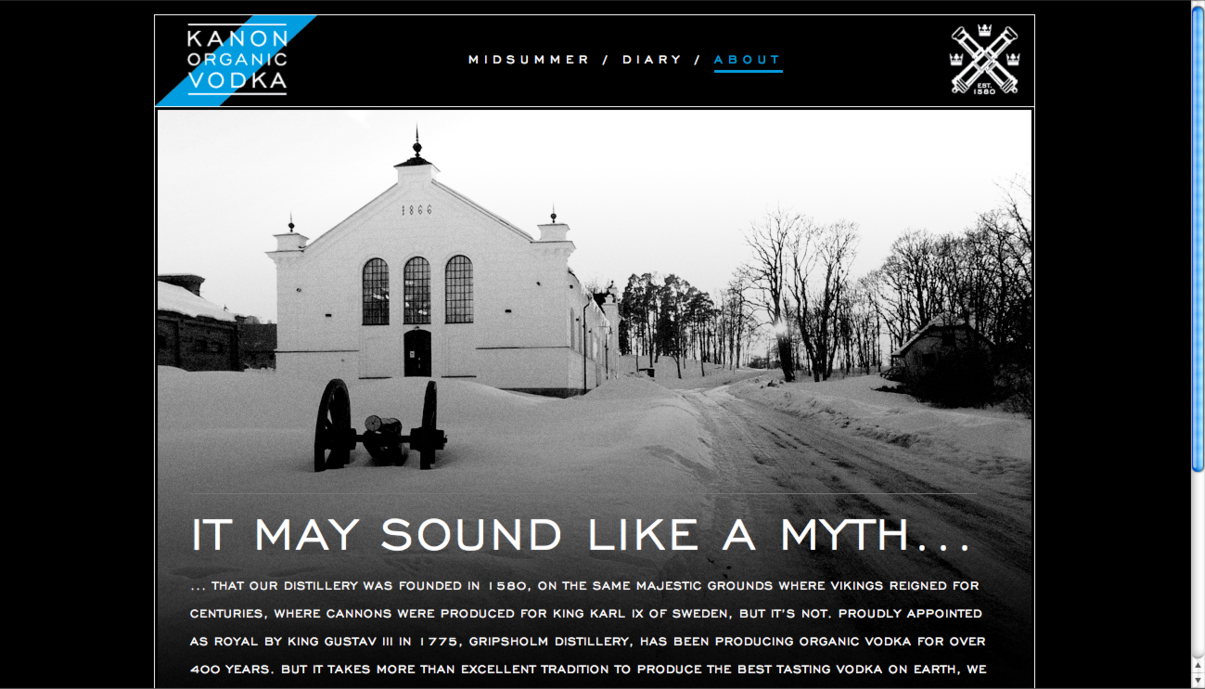 KANON
ORGANIC
VODKA
MIDSUMMER / DIARY / ABOUT
EST.
1580
1866
IT MAY SOUND LIKE A MYTH...
... THAT OUR DISTILLERY WAS FOUNDED IN 1580, ON THE SAME MAJESTIC GROUNDS WHERE VIKINGS REIGNED FOR
CENTURIES, WHERE CANNONS WERE PRODUCED FOR KING KARL IX OF SWEDEN, BUT IT'S NOT. PROUDLY APPOINTED
AS ROYAL BY KING GUSTAV III IN 1775, GRIPSHOLM DISTILLERY, HAS BEEN PRODUCING ORGANIC VODKA FOR OVER
400 YEARS. BUT IT TAKES MORE THAN EXCELLENT TRADITION TO PRODUCE THE BEST TASTING VODKA ON EARTH, WE